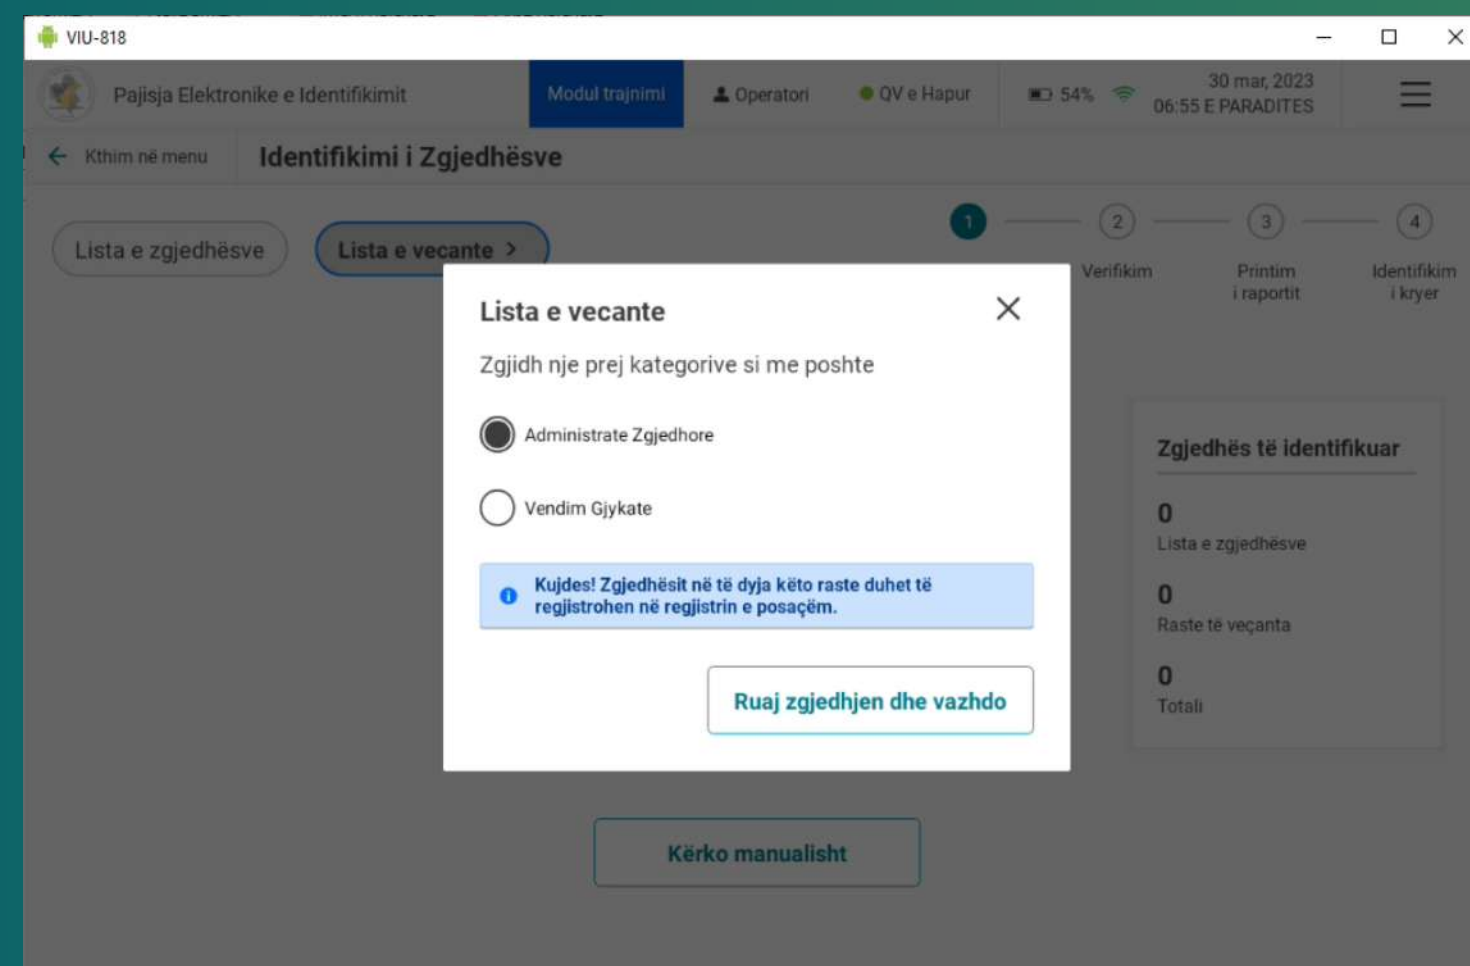 VIU-818
Pajisja Elektronike e Identifikimit
Modul trajnimi
Operatori
QV e Hapur
54%
30 mar, 2023
06:55 E PARADITES
Kthim në menu
Identifikimi i Zgjedhësve
Lista e zgjedhësve
Lista e vecante >
1
2
3
4
Verifikim
Printim
i raportit
Identifikim
i kryer
Lista e vecante
Zgjidh nje prej kategorive si me poshte
Administrate Zgjedhore
Vendim Gjykate
Kujdes! Zgjedhësit në të dyja këto raste duhet të
regjistrohen në regjistrin e posaçëm.
Ruaj zgjedhjen dhe vazhdo
Zgjedhës të identifikuar
0
Lista e zgjedhësve
0
Raste të veçanta
0
Totali
Kërko manualisht